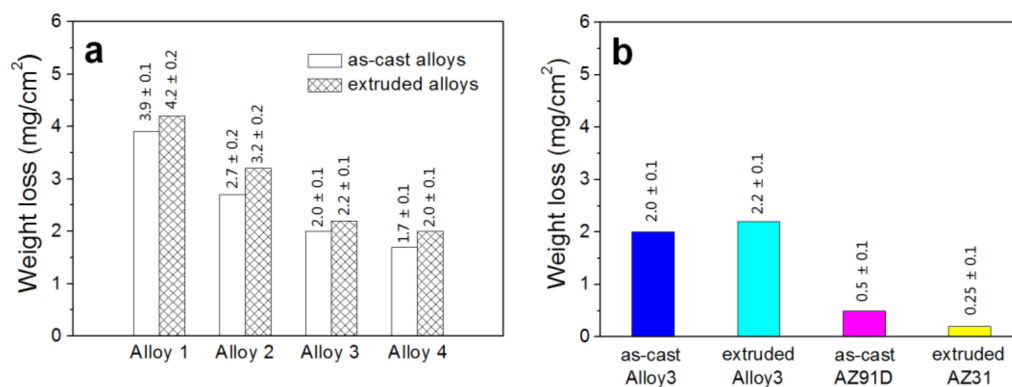 a
as-cast alloys
extruded alloys
Weight loss (mg/cm²)
6
5
4
3
2
1
0
3.9 ± 0.1
4.2 ± 0.2
2.7 ± 0.2
3.2 ± 0.2
2.0 ± 0.1
2.2 ± 0.1
1.7 ± 0.1
2.0 ± 0.1
Alloy 1 Alloy 2 Alloy 3 Alloy 4
b
Weight loss (mg/cm²)
6
5
4
3
2
1
0
2.0 ± 0.1
2.2 ± 0.1
0.5 ± 0.1
0.25 ± 0.1
as-cast extruded as-cast extruded
Alloy3 Alloy3 AZ91D AZ31